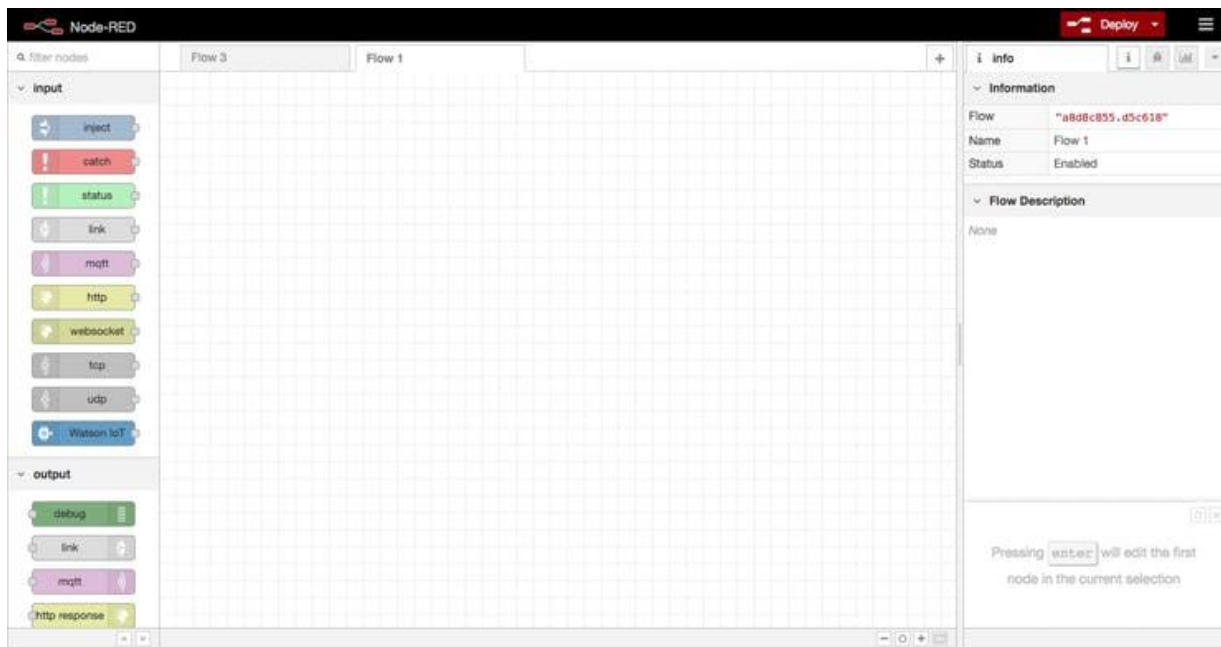 Node-RED
Deploy
filter nodes
Flow 3
Flow 1
info
input
inject
catch
status
link
mqtt
http
websocket
tcp
udp
Watson IoT
output
debug
link
mqtt
http response
Information
Flow "a8d8c855.d5c618"
Name Flow 1
Status Enabled
Flow Description
None
Pressing enter will edit the first
node in the current selection